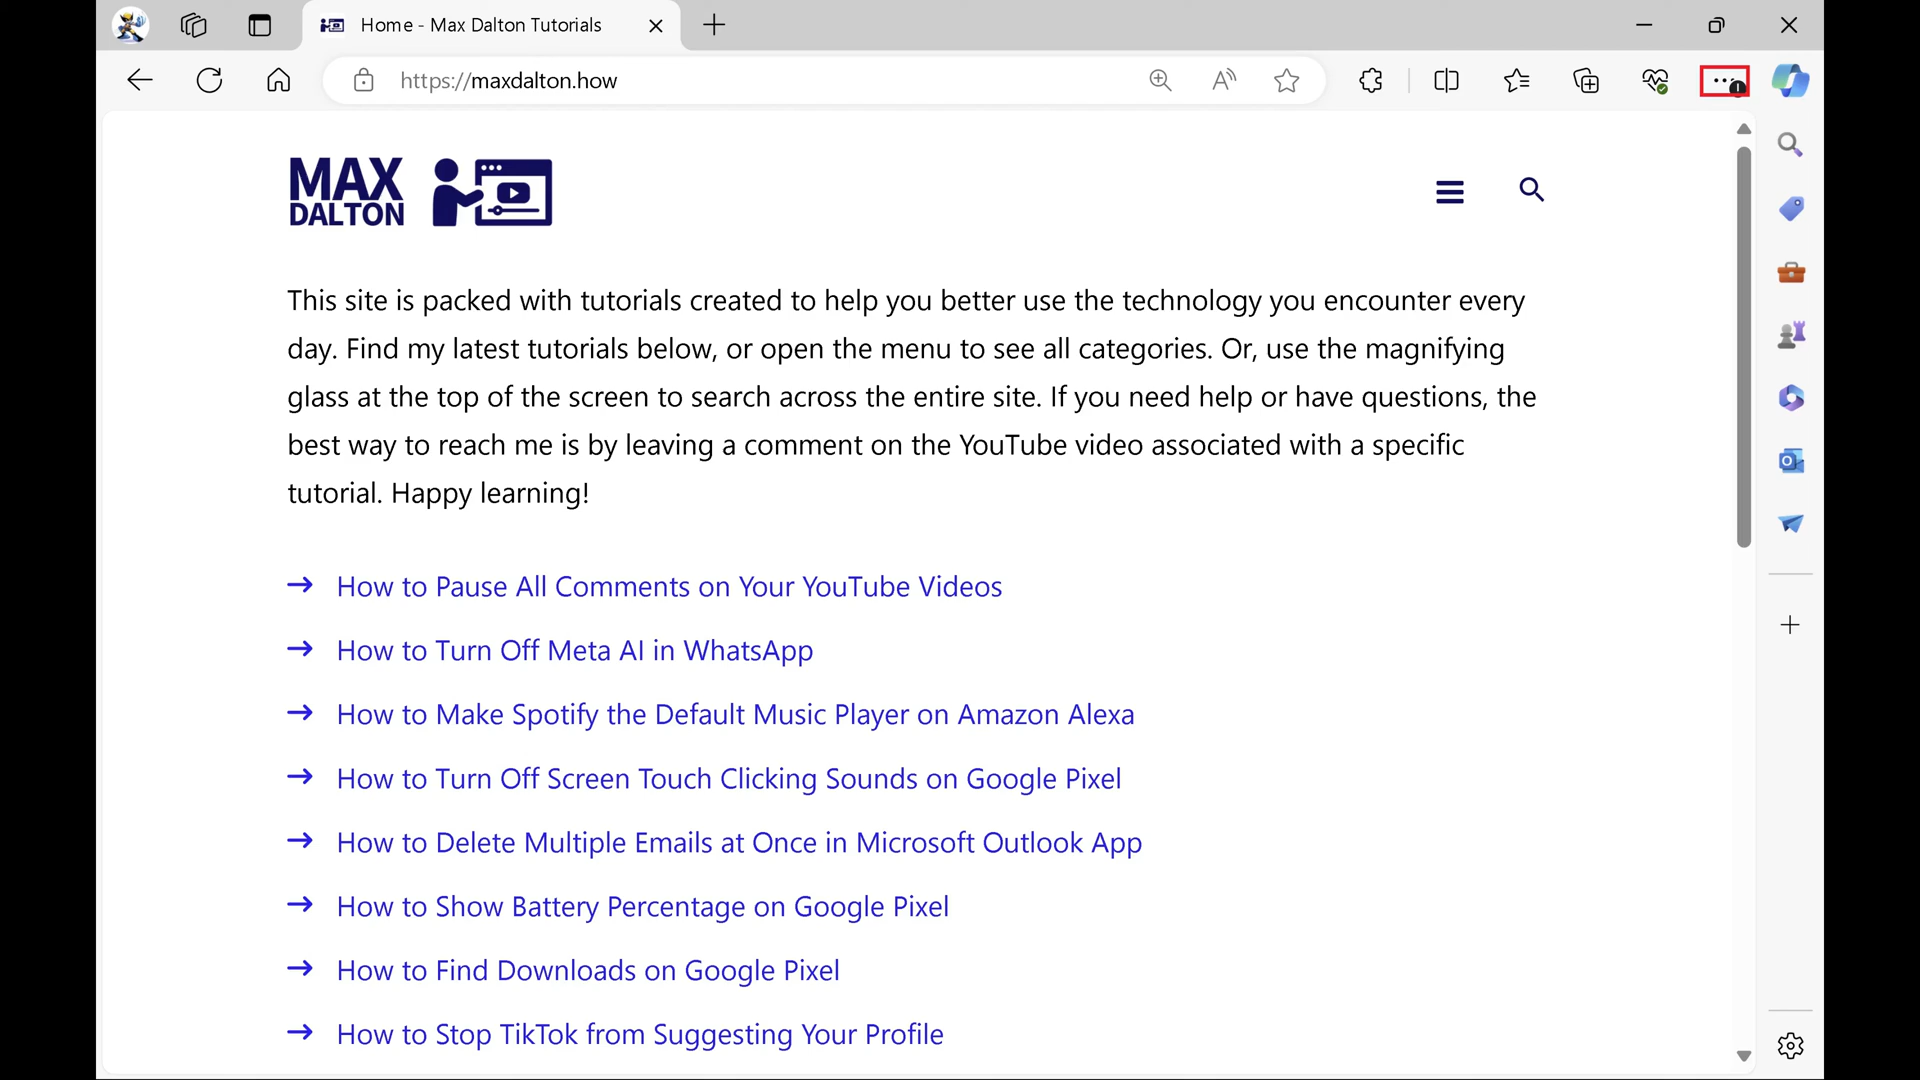 Home - Max Dalton Tutorials
https://maxdalton.how
MAX
DALTON
This site is packed with tutorials created to help you better use the technology you encounter every
day. Find my latest tutorials below, or open the menu to see all categories. Or, use the magnifying
glass at the top of the screen to search across the entire site. If you need help or have questions, the
best way to reach me is by leaving a comment on the YouTube video associated with a specific
tutorial. Happy learning!
How to Pause All Comments on Your YouTube Videos
How to Turn Off Meta AI in WhatsApp
How to Make Spotify the Default Music Player on Amazon Alexa
How to Turn Off Screen Touch Clicking Sounds on Google Pixel
How to Delete Multiple Emails at Once in Microsoft Outlook App
How to Show Battery Percentage on Google Pixel
How to Find Downloads on Google Pixel
How to Stop TikTok from Suggesting Your Profile